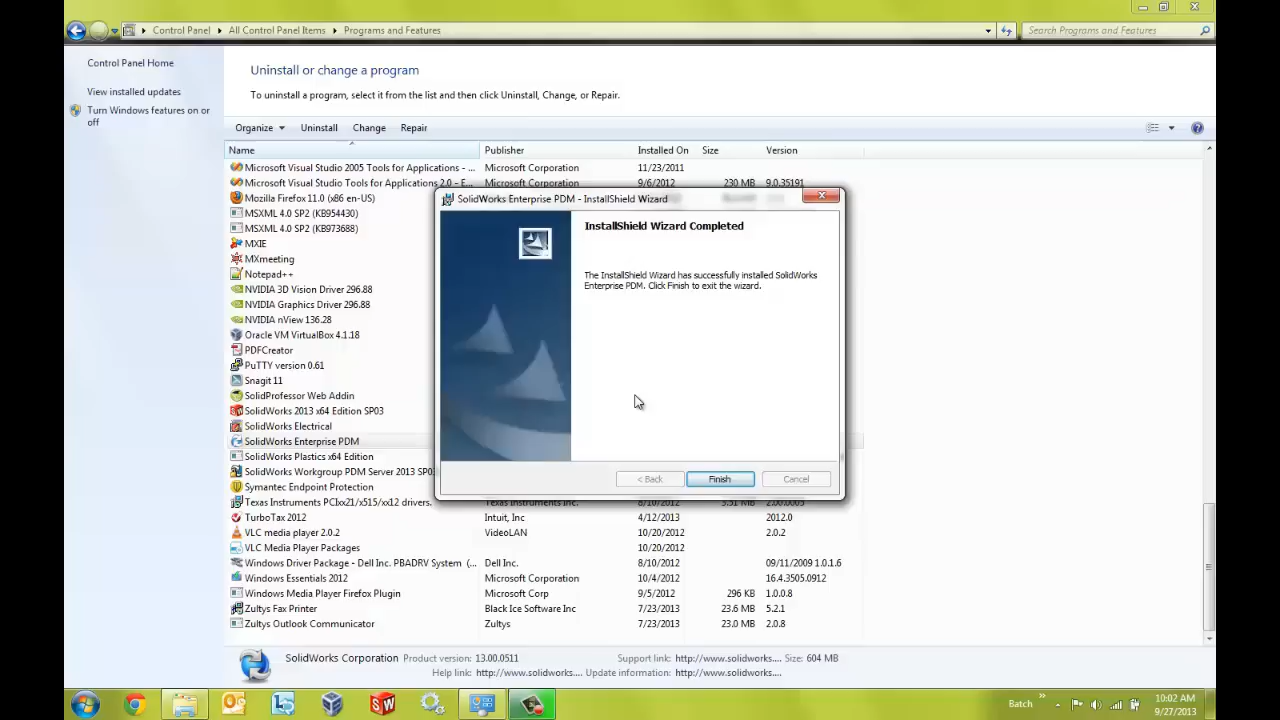 Control Panel ▸ All Control Panel Items ▸ Programs and Features
Search Programs and Features
Control Panel Home
View installed updates
Turn Windows features on or
off
Uninstall or change a program
To uninstall a program, select it from the list and then click Uninstall, Change, or Repair.
Organize Uninstall Change Repair
Name Publisher Installed On Size Version
Microsoft Visual Studio 2005 Tools for Applications - ... Microsoft Corporation 11/23/2011
Microsoft Visual Studio Tools for Applications 2.0 - E... Microsoft Corporation 9/6/2012 230 MB 9.0.35191
Mozilla Firefox 11.0 (x86 en-US)
MSXML 4.0 SP2 (KB954430)
MSXML 4.0 SP2 (KB973688)
MXIE
MXmeeting
Notepad++
NVIDIA 3D Vision Driver 296.88
NVIDIA Graphics Driver 296.88
NVIDIA nView 136.28
Oracle VM VirtualBox 4.1.18
PDFCreator
PuTTY version 0.61
Snagit 11
SolidProfessor Web Addin
SolidWorks 2013 x64 Edition SP03
SolidWorks Electrical
SolidWorks Enterprise PDM
SolidWorks Plastics x64 Edition
SolidWorks Workgroup PDM Server 2013 SP0
Symantec Endpoint Protection
Texas Instruments PCIxx21/x515/xx12 drivers. Texas Instruments Inc. 8/10/2012 3.51 MB 2.00.0005
TurboTax 2012 Intuit, Inc 4/12/2013 2012.0
VLC media player 2.0.2 VideoLAN 10/20/2012 2.0.2
VLC Media Player Packages 10/20/2012
Windows Driver Package - Dell Inc. PBADRV System (... Dell Inc. 8/10/2012 09/11/2009 1.0.1.6
Windows Essentials 2012 Microsoft Corporation 10/4/2012 16.4.3505.0912
Windows Media Player Firefox Plugin Microsoft Corp 9/5/2012 296 KB 1.0.0.8
Zultys Fax Printer Black Ice Software Inc 7/23/2013 23.6 MB 5.2.1
Zultys Outlook Communicator Zultys 7/23/2013 23.0 MB 2.0.8
SolidWorks Enterprise PDM - InstallShield Wizard
InstallShield Wizard Completed
The InstallShield Wizard has successfully installed SolidWorks
Enterprise PDM. Click Finish to exit the wizard.
< Back Finish Cancel
SolidWorks Corporation Product version: 13.00.0511 Support link: http://www.solidworks.... Size: 604 MB
Help link: http://www.solidworks.... Update information: http://www.solidworks....
Batch
10:02 AM
9/27/2013